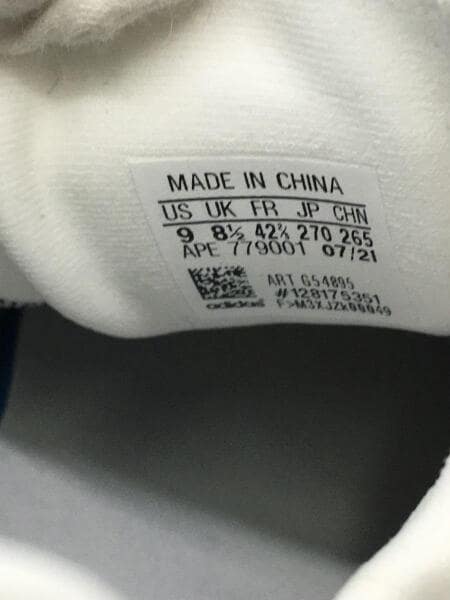 MADE IN CHINA
US UK FR JP CHN
9 8½ 42⅔ 270 265
APE 779001 07/21
ART G54895
#128175351
adidas F>M3XJZk00049